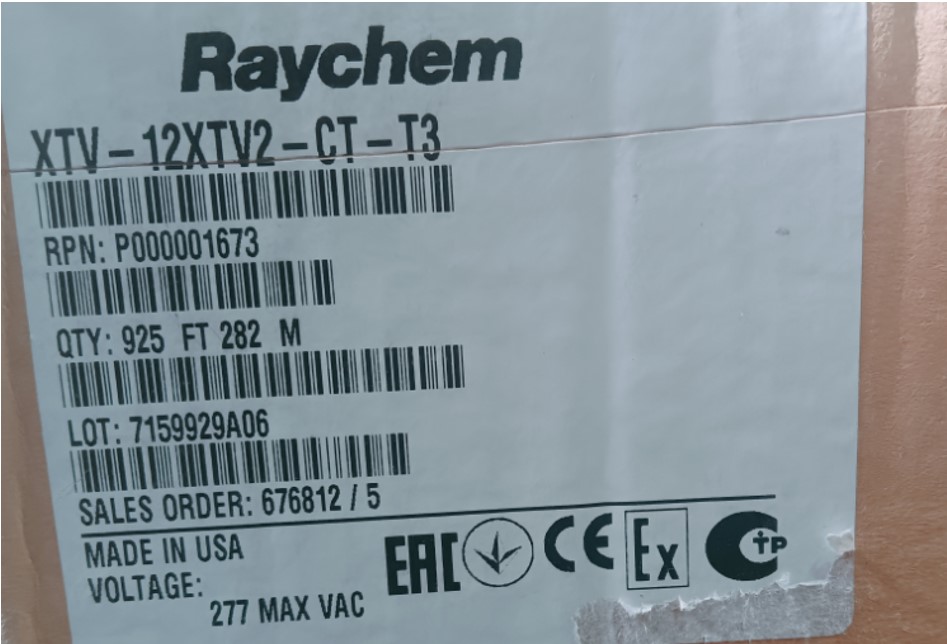 Raychem
XTV-12XTV2-CT-T3
RPN: P000001673
QTY: 925 FT 282 M
LOT: 7159929A06
SALES ORDER: 676812 / 5
MADE IN USA
VOLTAGE:
277 MAX VAC
EAC CE Ex CTP